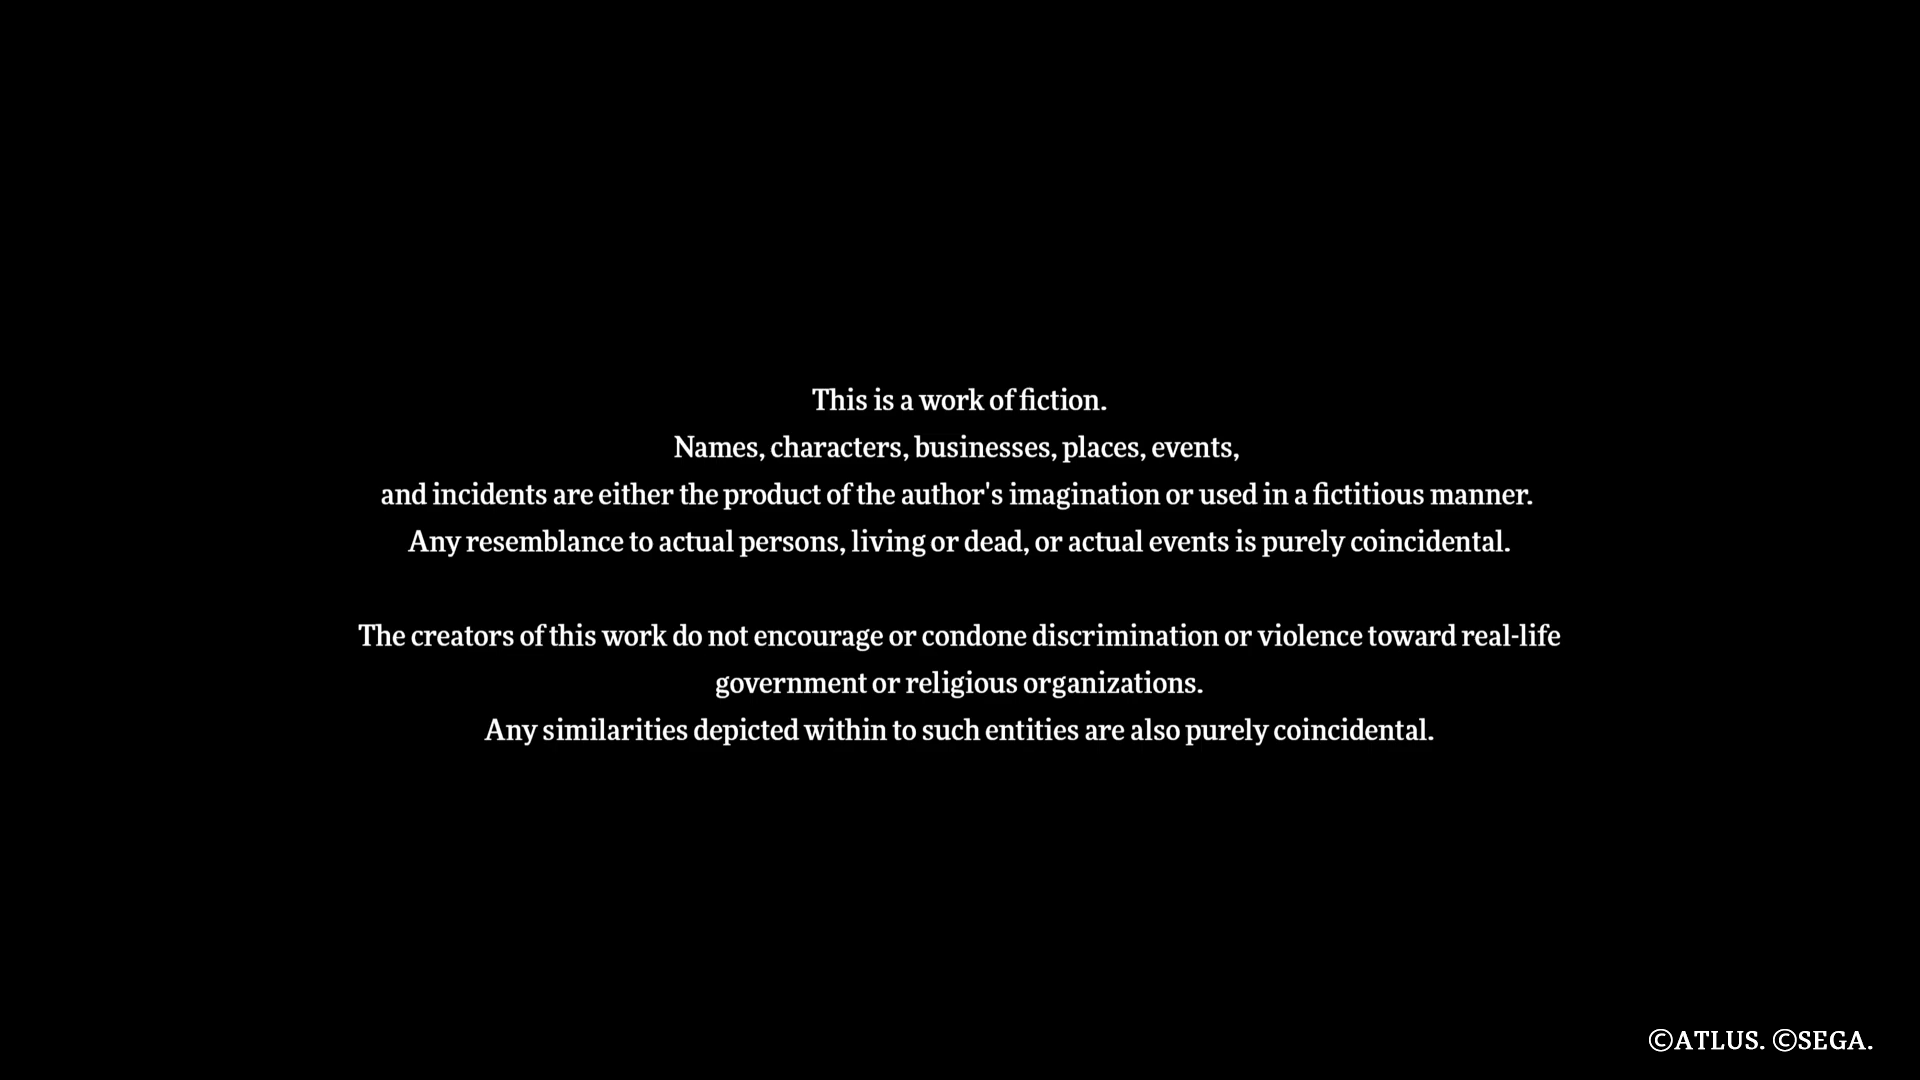 This is a work of fiction.
Names, characters, businesses, places, events,
and incidents are either the product of the author's imagination or used in a fictitious manner.
Any resemblance to actual persons, living or dead, or actual events is purely coincidental.
The creators of this work do not encourage or condone discrimination or violence toward real-life
government or religious organizations.
Any similarities depicted within to such entities are also purely coincidental.
©ATLUS. ©SEGA.